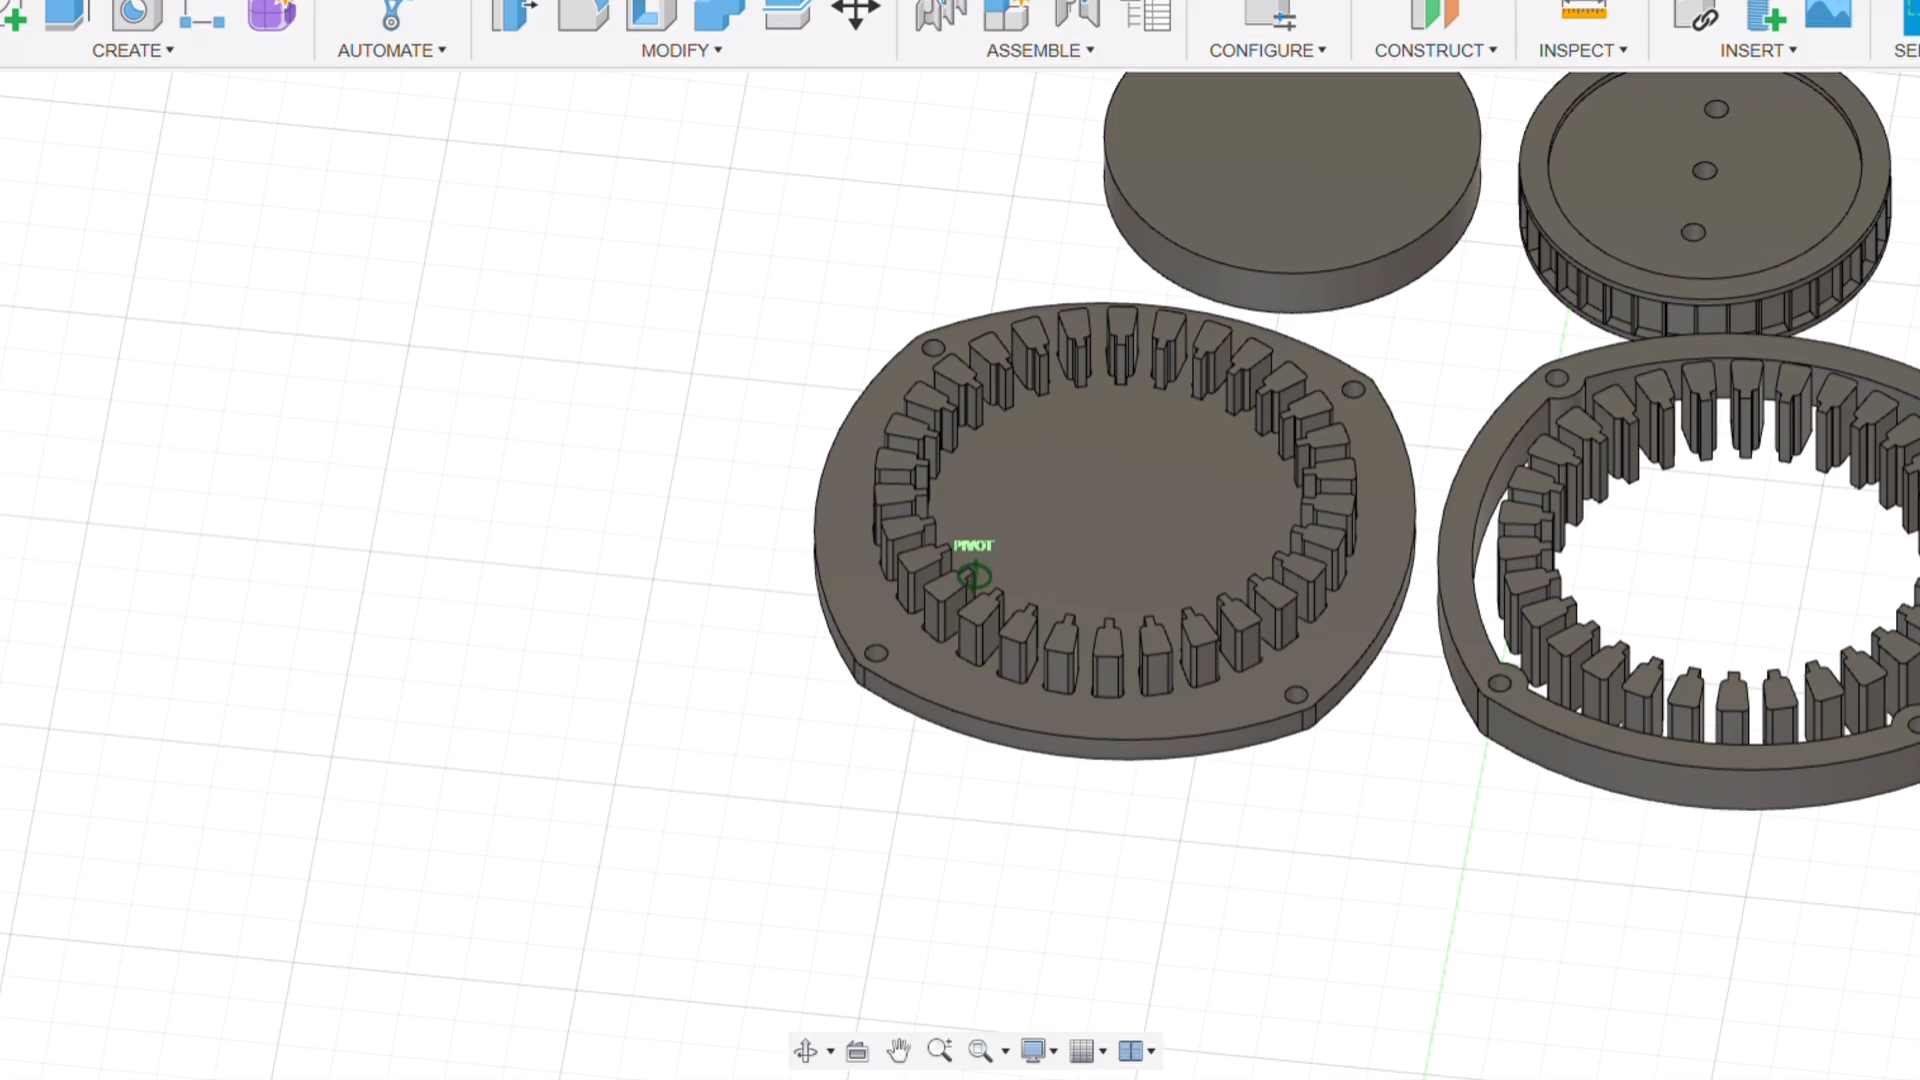 CREATE▾ AUTOMATE▾ MODIFY▾ ASSEMBLE▾ CONFIGURE▾ CONSTRUCT▾ INSPECT▾ INSERT▾
PIVOT